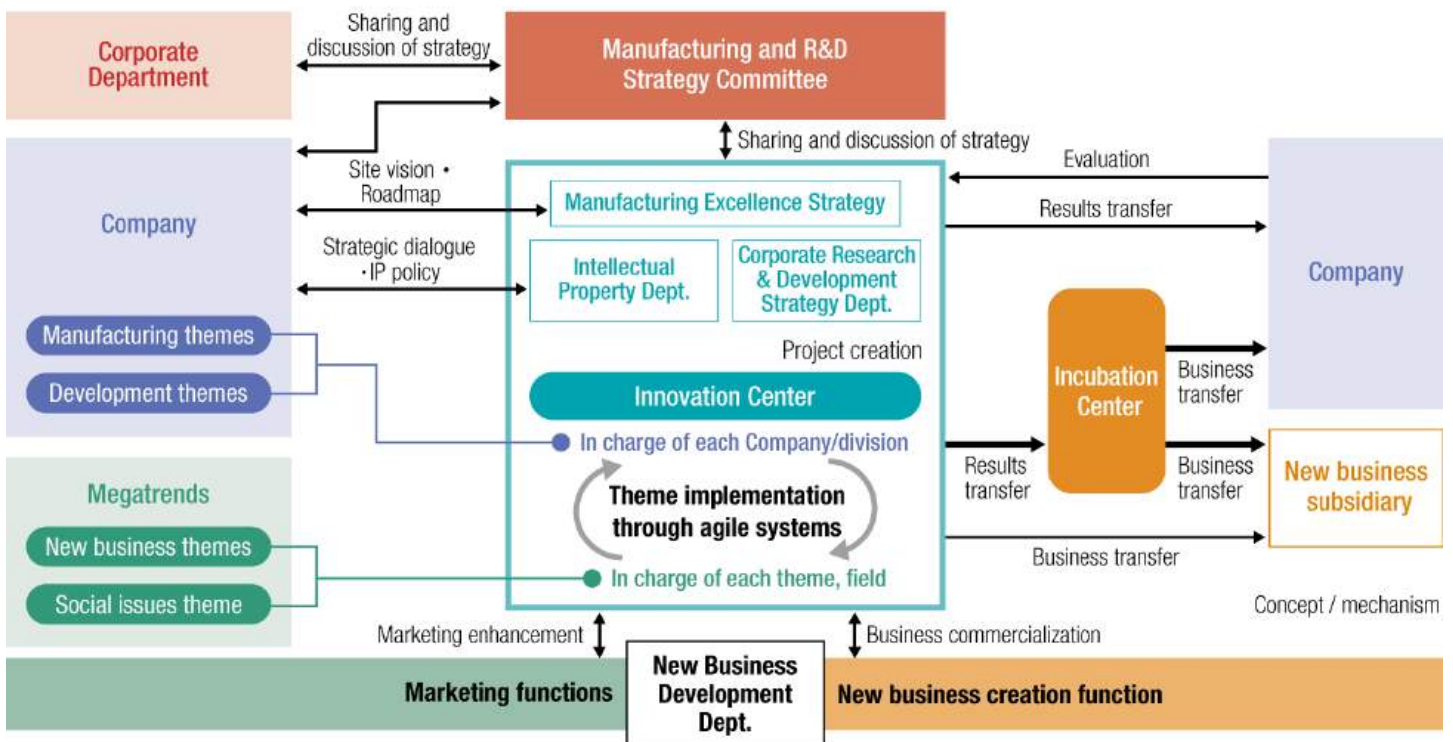 Corporate
Department
Sharing and
discussion of strategy
Manufacturing and R&D
Strategy Committee
Sharing and discussion of strategy
Company
Site vision・
Roadmap
Strategic dialogue
・IP policy
Manufacturing themes
Development themes
Megatrends
New business themes
Social issues theme
Manufacturing Excellence Strategy
Intellectual
Property Dept.
Corporate Research
& Development
Strategy Dept.
Project creation
Innovation Center
In charge of each Company/division
Theme implementation
through agile systems
In charge of each theme, field
Evaluation
Results transfer
Company
Incubation
Center
Results
transfer
Business
transfer
Business
transfer
New business
subsidiary
Business transfer
Concept / mechanism
Marketing enhancement
Business commercialization
Marketing functions
New Business
Development
Dept.
New business creation function